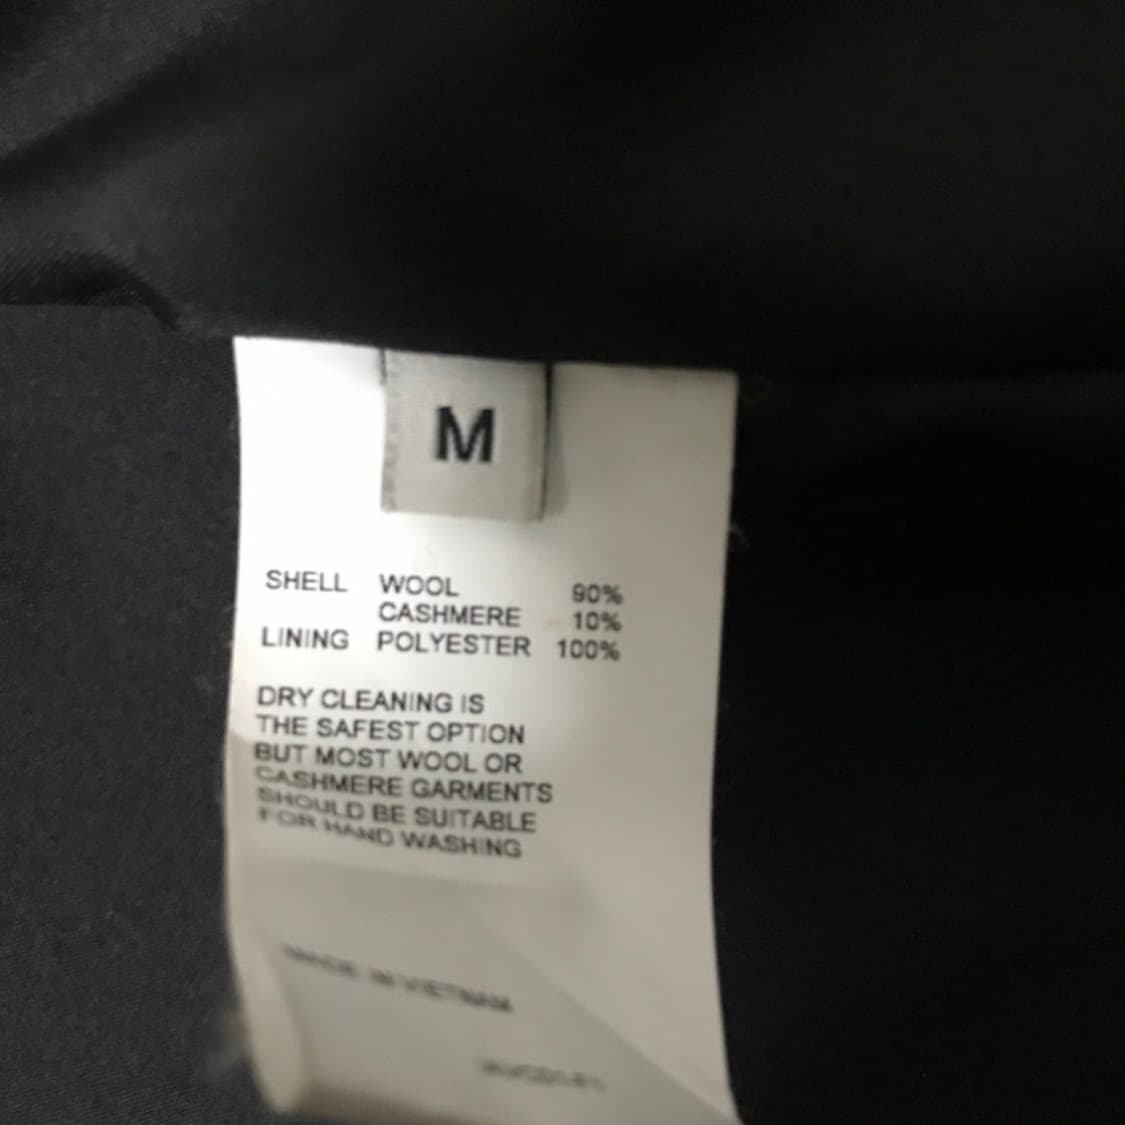 M
SHELL WOOL 90%
CASHMERE 10%
LINING POLYESTER 100%
DRY CLEANING IS
THE SAFEST OPTION
BUT MOST WOOL OR
CASHMERE GARMENTS
SHOULD BE SUITABLE
FOR HAND WASHING
MADE IN VIETNAM